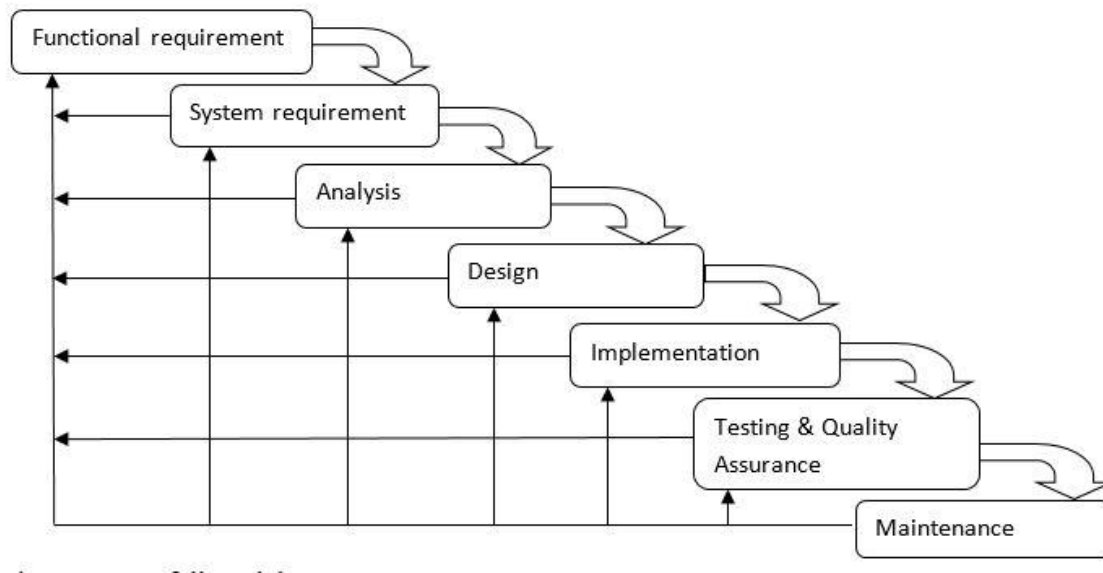 Functional requirement
System requirement
Analysis
Design
Implementation
Testing & Quality
Assurance
Maintenance